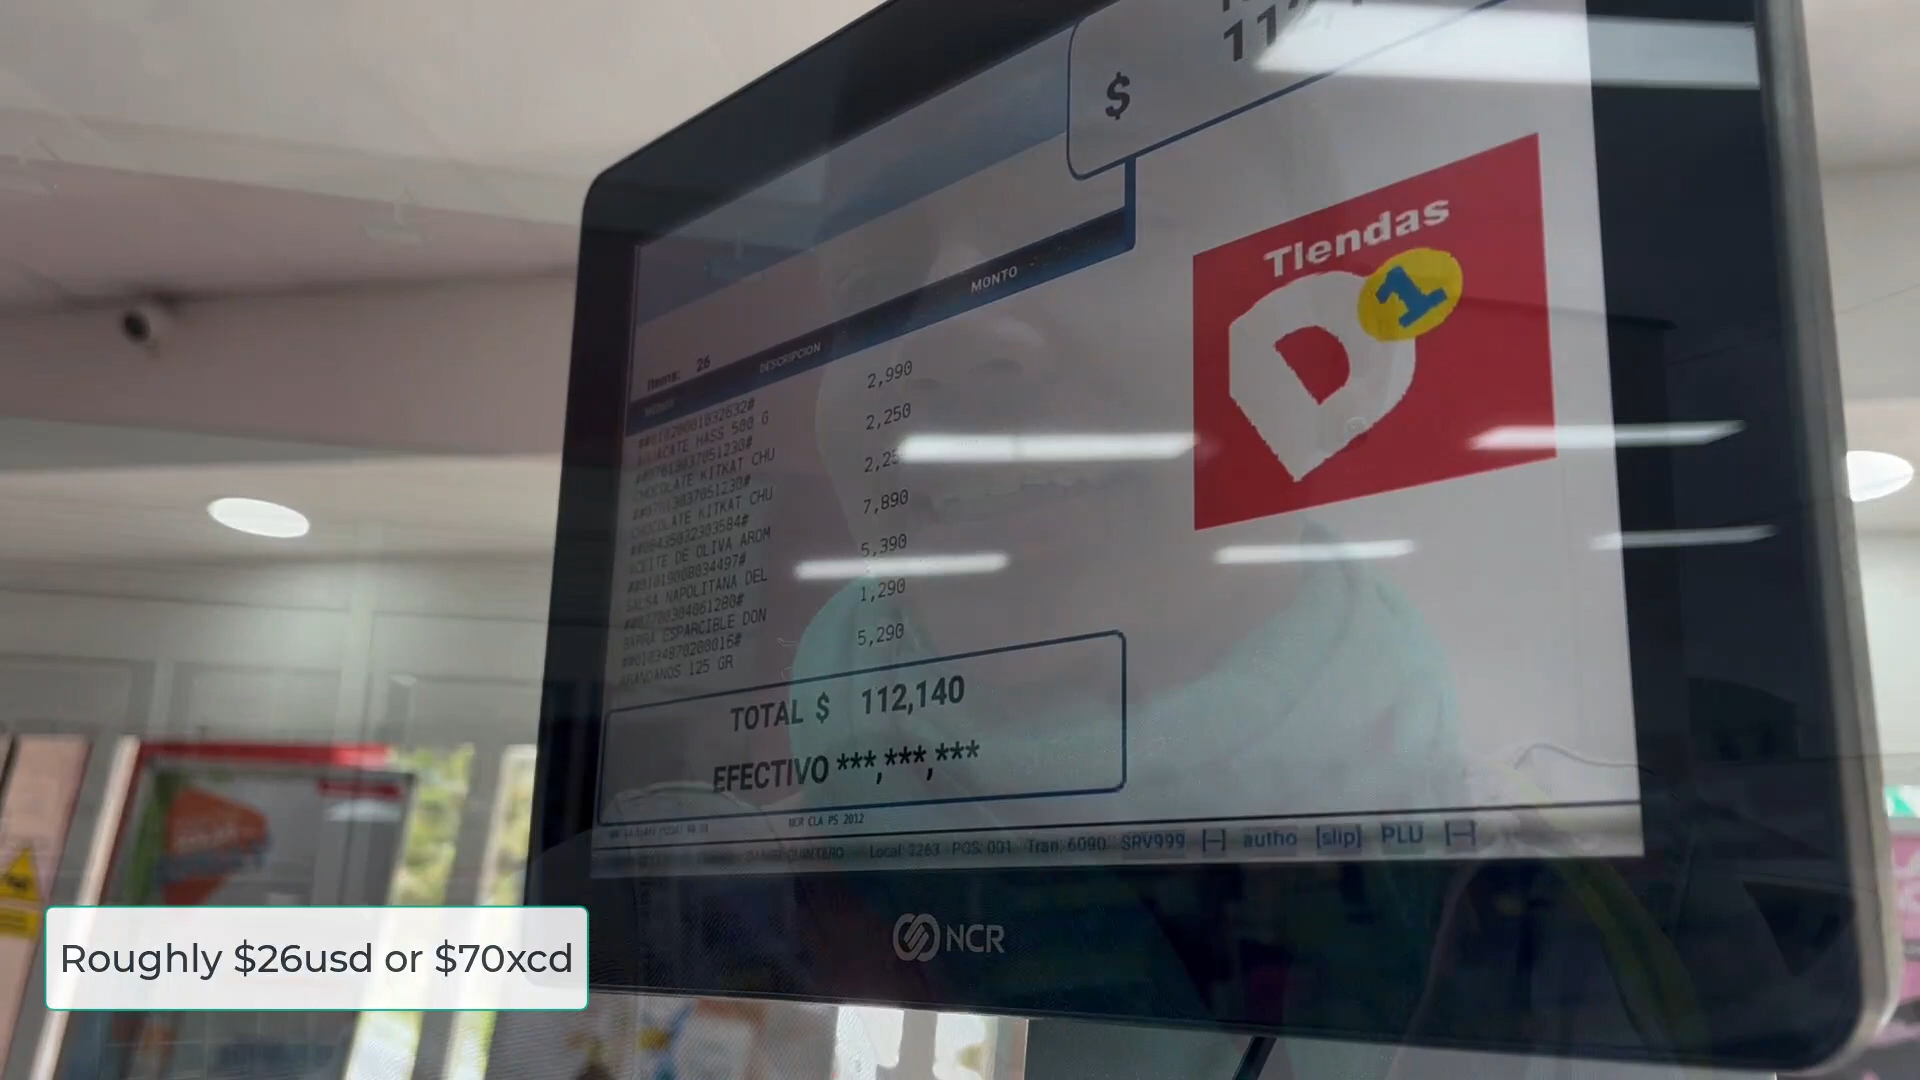 $
Tiendas
D1
Items: 26
DESCRIPCION MONTO
2,990
AGUACATE HASS 500 G
2,250
CHOCOLATE KITKAT CHU
CHOCOLATE KITKAT CHU
7,890
ACEITE DE OLIVA AROM
5,390
SALSA NAPOLITANA DEL
1,290
BARRA ESPARCIBLE DON
5,290
ARANDANOS 125 GR
TOTAL $ 112,140
EFECTIVO ***,***,***
NCR CLA PS 2012
QUINTERO Local 3263 POS: 001 Tran: 6090 SRV999 [—] autho [slip] PLU [—]
NCR
Roughly $26usd or $70xcd